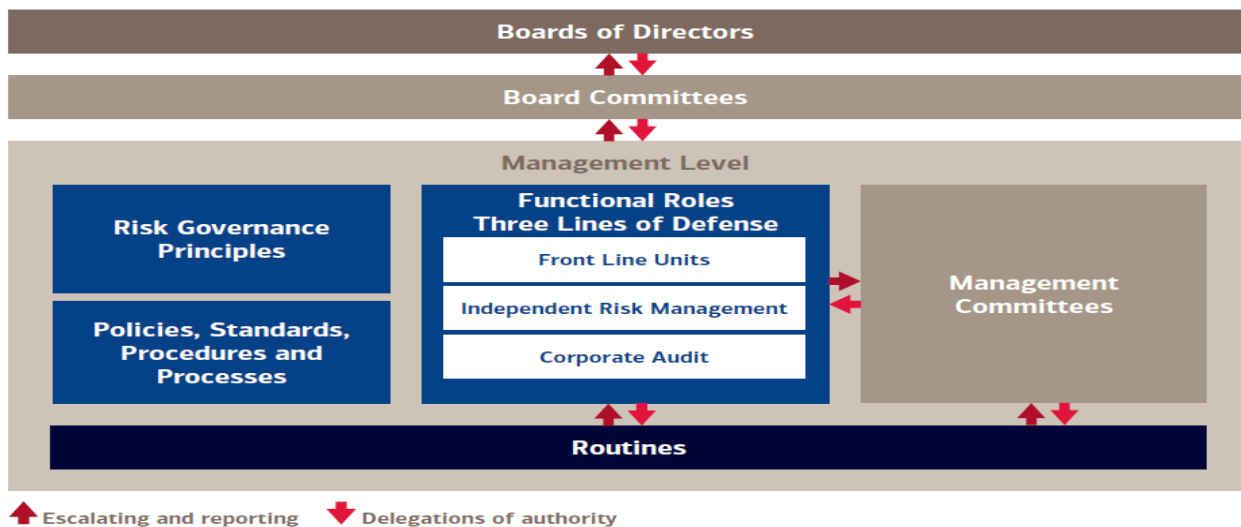 Boards of Directors
Board Committees
Management Level
Risk Governance
Principles
Policies, Standards,
Procedures and
Processes
Functional Roles
Three Lines of Defense
Front Line Units
Independent Risk Management
Corporate Audit
Management
Committees
Routines
Escalating and reporting
Delegations of authority